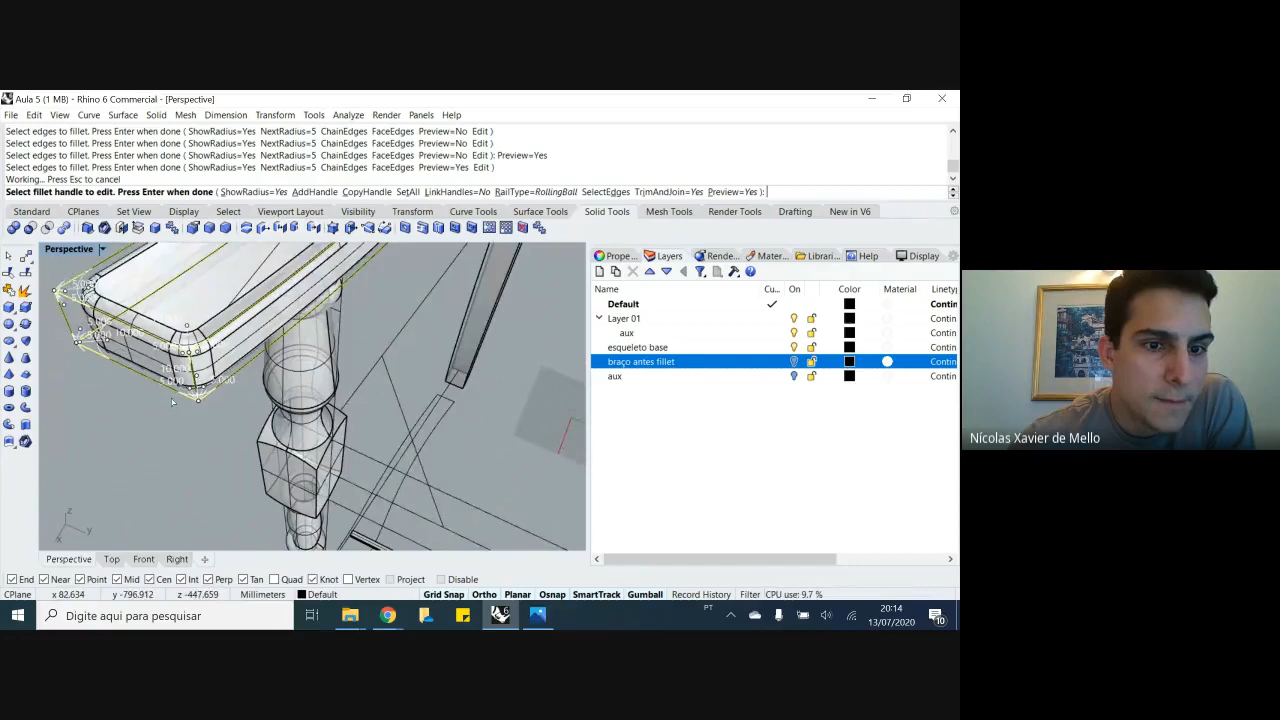 Aula 5 (1 MB) - Rhino 6 Commercial - [Perspective]
File Edit View Curve Surface Solid Mesh Dimension Transform Tools Analyze Render Panels Help
Select edges to fillet. Press Enter when done ( ShowRadius=Yes NextRadius=5 ChainEdges FaceEdges Preview=No Edit )
Select edges to fillet. Press Enter when done ( ShowRadius=Yes NextRadius=5 ChainEdges FaceEdges Preview=No Edit )
Select edges to fillet. Press Enter when done ( ShowRadius=Yes NextRadius=5 ChainEdges FaceEdges Preview=No Edit ): Preview=Yes
Select edges to fillet. Press Enter when done ( ShowRadius=Yes NextRadius=5 ChainEdges FaceEdges Preview=Yes Edit )
Working... Press Esc to cancel
Select fillet handle to edit. Press Enter when done ( ShowRadius=Yes AddHandle CopyHandle SetAll LinkHandles=No RailType=RollingBall SelectEdges TrimAndJoin=Yes Preview=Yes ):
Standard CPlanes Set View Display Select Viewport Layout Visibility Transform Curve Tools Surface Tools Solid Tools Mesh Tools Render Tools Drafting New in V6
Perspective
Prope... Layers Rende... Mater... Librari... Help Display
Name Cu... On Color Material Linety
Default Contin
Layer 01 Contin
aux Contin
esqueleto base Contin
braço antes fillet Contin
aux Contin
5.000
z
y
x
Nícolas Xavier de Mello
Perspective Top Front Right
End Near Point Mid Cen Int Perp Tan Quad Knot Vertex Project Disable
CPlane x 82.634 y -796.912 z -447.659 Millimeters Default Grid Snap Ortho Planar Osnap SmartTrack Gumball Record History Filter CPU use: 9.7 %
Digite aqui para pesquisar
PT
20:14
13/07/2020
10